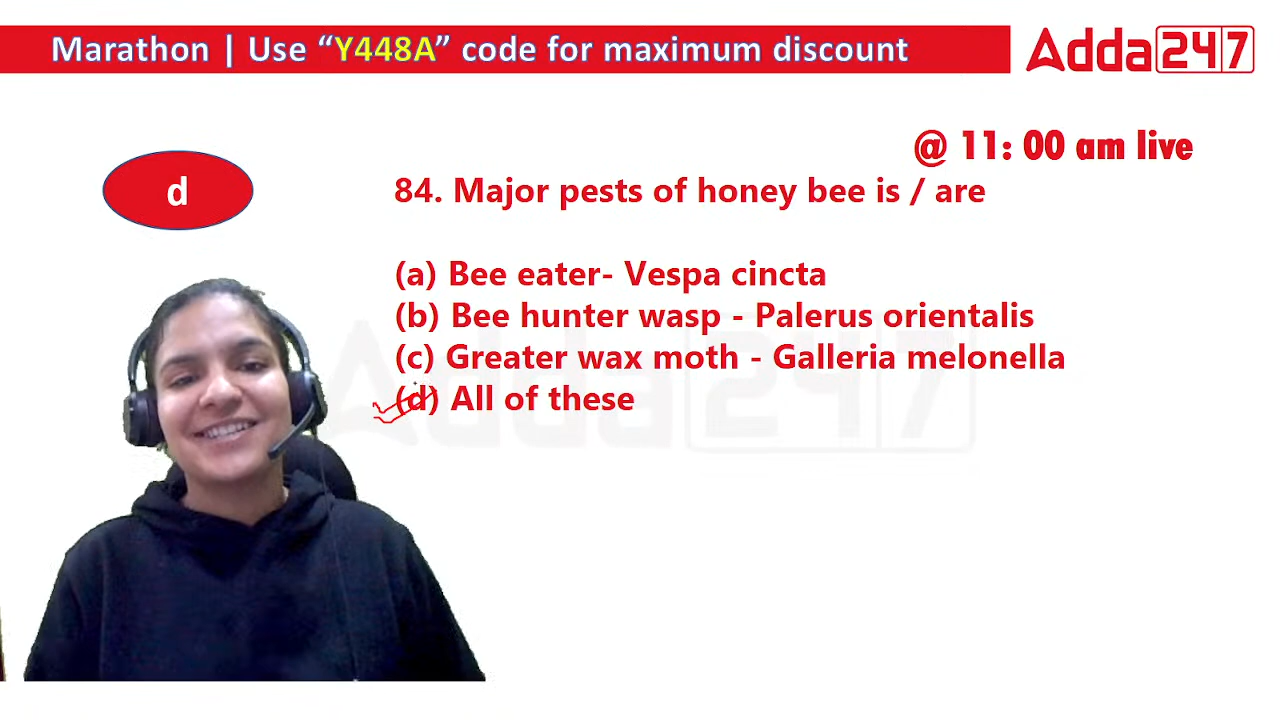 Marathon | Use “Y448A” code for maximum discount
Adda247
@ 11: 00 am live
d
84. Major pests of honey bee is / are
(a) Bee eater- Vespa cincta
(b) Bee hunter wasp - Palerus orientalis
(c) Greater wax moth - Galleria melonella
(d) All of these
Adda247